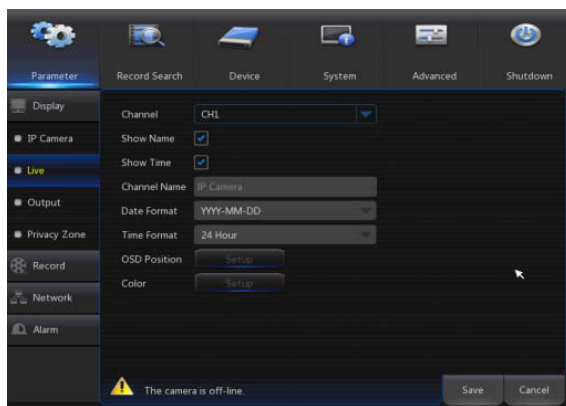 Parameter Record Search Device System Advanced Shutdown
Display
IP Camera
Live
Output
Privacy Zone
Record
Network
Alarm
Channel CH1
Show Name
Show Time
Channel Name IP Camera
Date Format YYYY-MM-DD
Time Format 24 Hour
OSD Position Setup
Color Setup
The camera is off-line.
Save Cancel